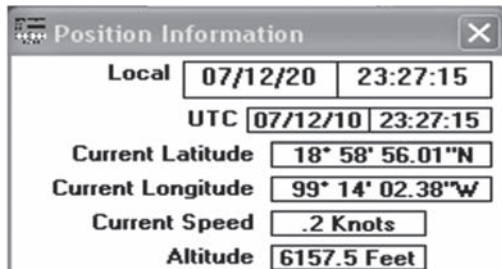 Position Information
Local 07/12/20 23:27:15
UTC 07/12/10 23:27:15
Current Latitude 18° 58' 56.01"N
Current Longitude 99° 14' 02.38"W
Current Speed .2 Knots
Altitude 6157.5 Feet